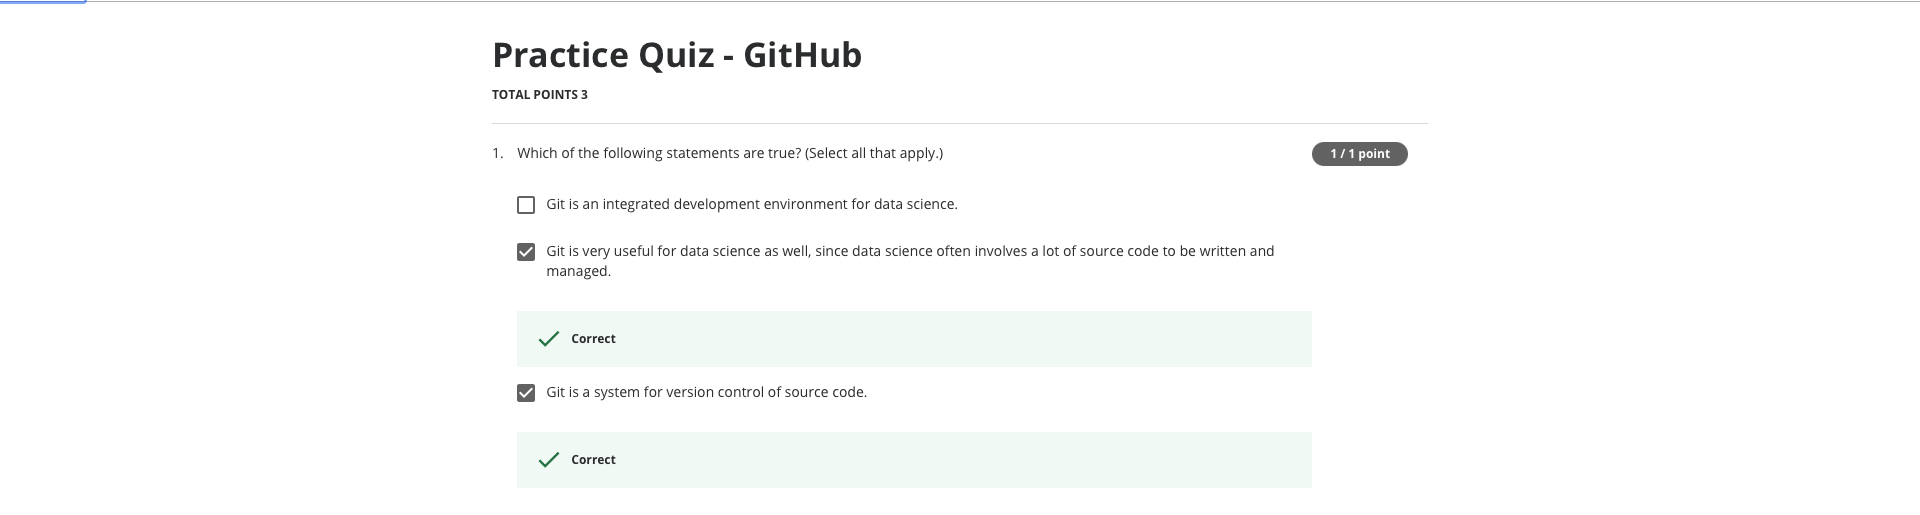 Practice Quiz - GitHub
TOTAL POINTS 3
1. Which of the following statements are true? (Select all that apply.)
1 / 1 point
Git is an integrated development environment for data science.
Git is very useful for data science as well, since data science often involves a lot of source code to be written and
managed.
Correct
Git is a system for version control of source code.
Correct